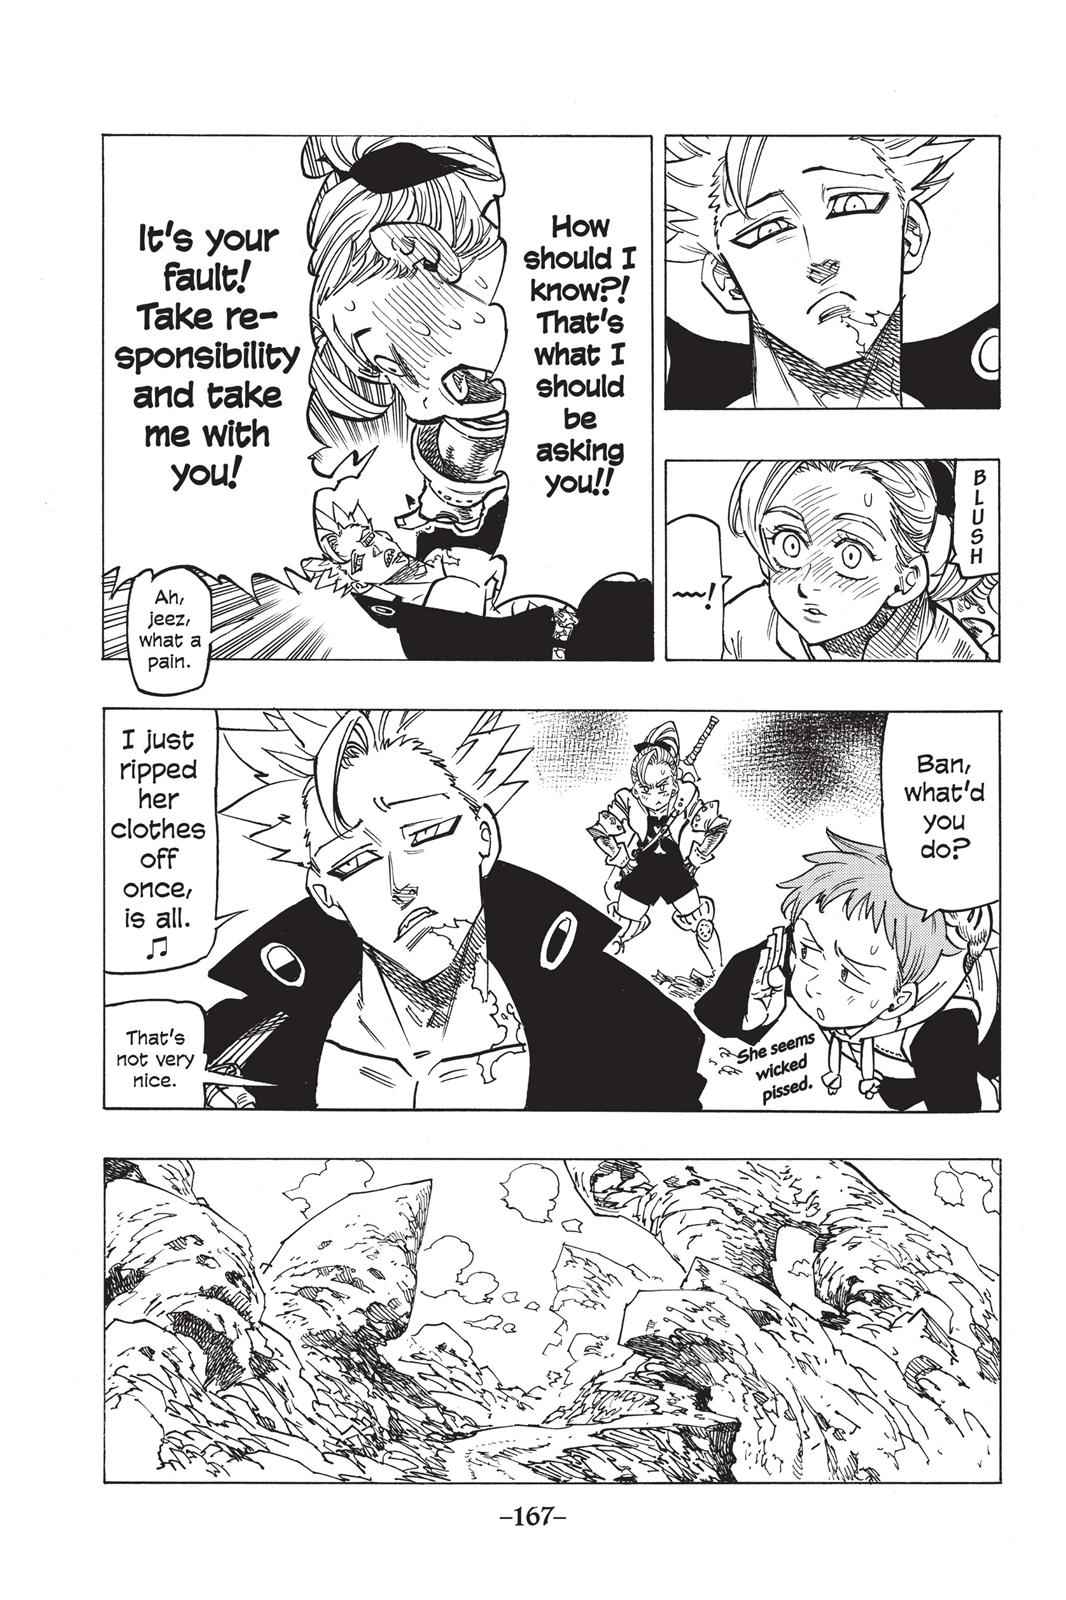 BLUSH
~~!
How
should I
know?!
That's
what I
should
be
asking
you!!
It's your
fault!
Take re-
sponsibility
and take
me with
you!
Ah,
jeez,
what a
pain.
Ban,
what'd
you
do?
She seems
wicked
pissed.
I just
ripped
her
clothes
off
once,
is all.
♫
That's
not very
nice.
-167-